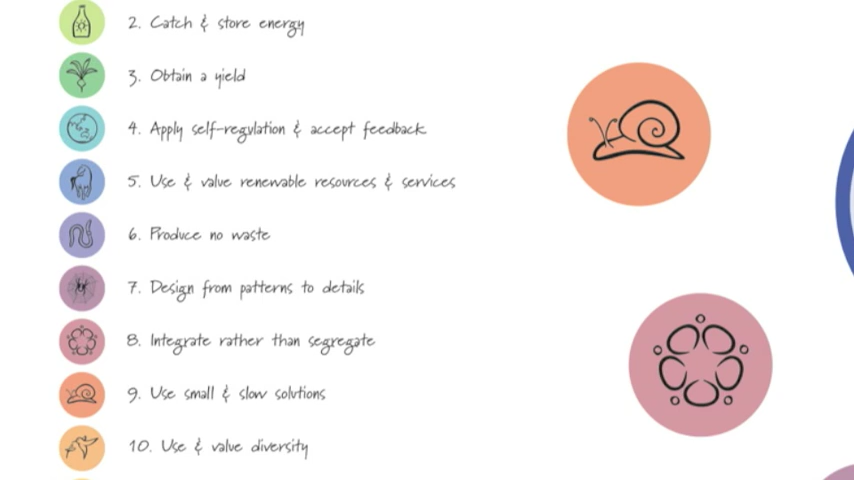 2. Catch & store energy
3. Obtain a yield
4. Apply self-regulation & accept feedback
5. Use & value renewable resources & services
6. Produce no waste
7. Design from patterns to details
8. Integrate rather than segregate
9. Use small & slow solutions
10. Use & value diversity